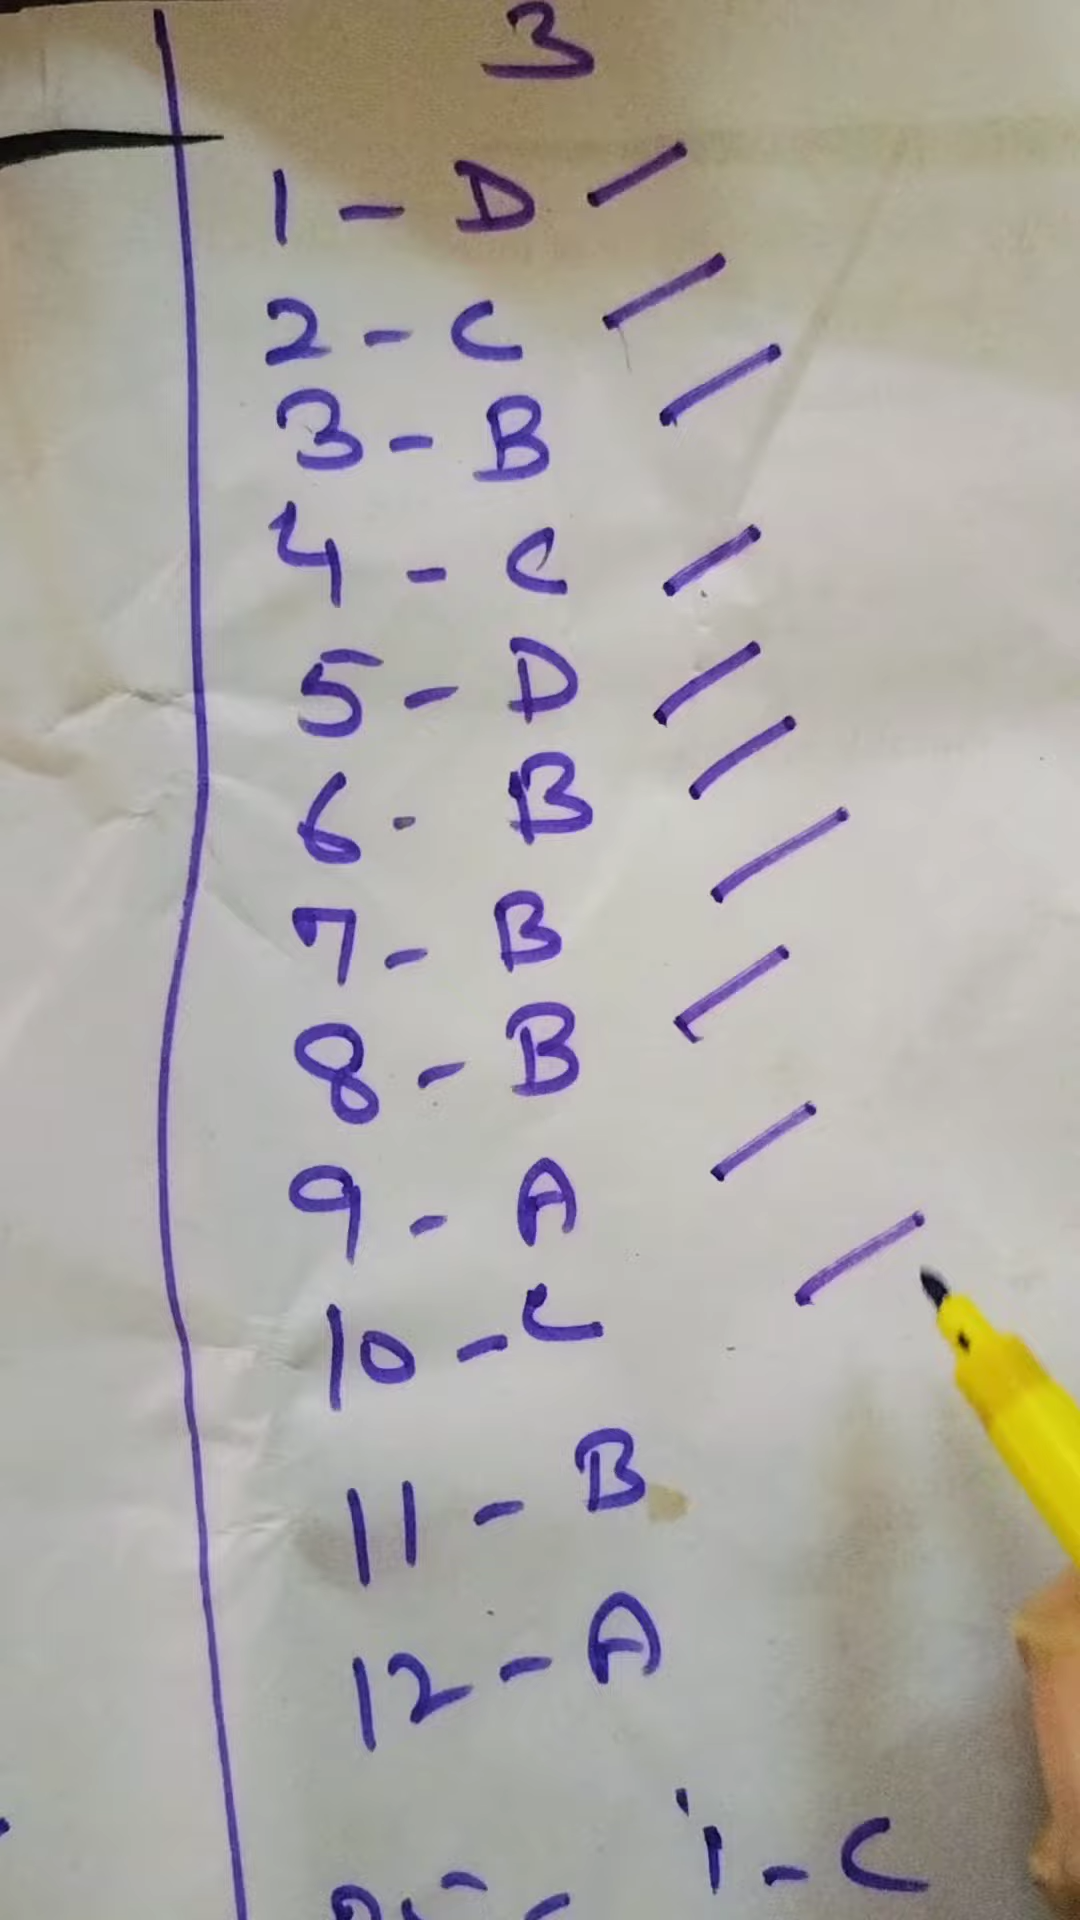 3
1 - D
2 - C
3 - B
4 - C
5 - D
6 - B
7 - B
8 - B
9 - A
10 - C
11 - B
12 - A
1 - C